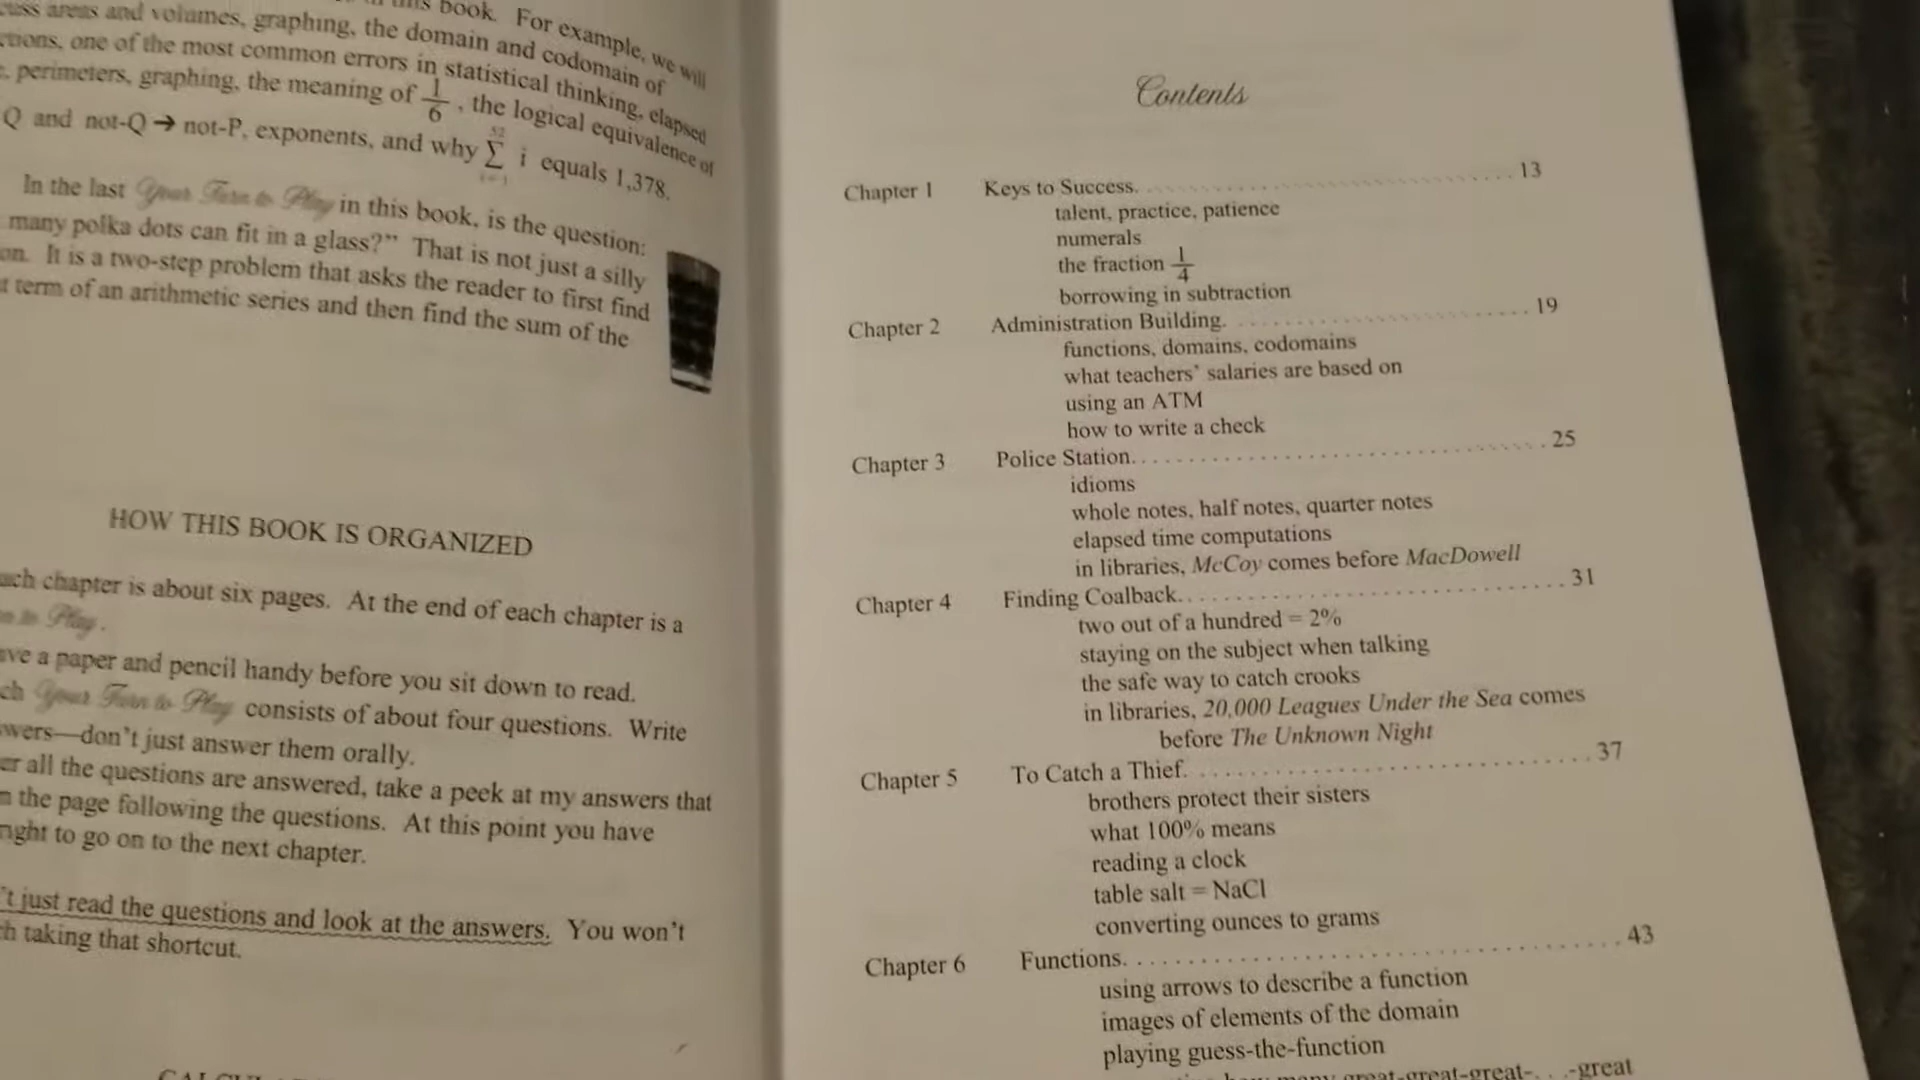 this book. For example, we will
areas and volumes, graphing, the domain and codomain of
one of the most common errors in statistical thinking, elapsed
perimeters, graphing, the meaning of 1/6, the logical equivalence of
Q and not-Q → not-P, exponents, and why ∑ i equals 1,378.
In the last Your Turn to Play in this book, is the question:
many polka dots can fit in a glass?" That is not just a silly
It is a two-step problem that asks the reader to first find
term of an arithmetic series and then find the sum of the
HOW THIS BOOK IS ORGANIZED
chapter is about six pages. At the end of each chapter is a
to Play.
a paper and pencil handy before you sit down to read.
Your Turn to Play consists of about four questions. Write
don't just answer them orally.
all the questions are answered, take a peek at my answers that
the page following the questions. At this point you have
right to go on to the next chapter.
just read the questions and look at the answers. You won't
taking that shortcut.
Contents
Chapter 1 Keys to Success. . . . 13
talent, practice, patience
numerals
the fraction 1/4
borrowing in subtraction
Chapter 2 Administration Building. . . . 19
functions, domains, codomains
what teachers' salaries are based on
using an ATM
how to write a check
Chapter 3 Police Station. . . . 25
idioms
whole notes, half notes, quarter notes
elapsed time computations
in libraries, McCoy comes before MacDowell
Chapter 4 Finding Coalback. . . . 31
two out of a hundred = 2%
staying on the subject when talking
the safe way to catch crooks
in libraries, 20,000 Leagues Under the Sea comes
before The Unknown Night
Chapter 5 To Catch a Thief. . . . 37
brothers protect their sisters
what 100% means
reading a clock
table salt = NaCl
converting ounces to grams
Chapter 6 Functions. . . . 43
using arrows to describe a function
images of elements of the domain
playing guess-the-function
many great-great-great-. . .-great